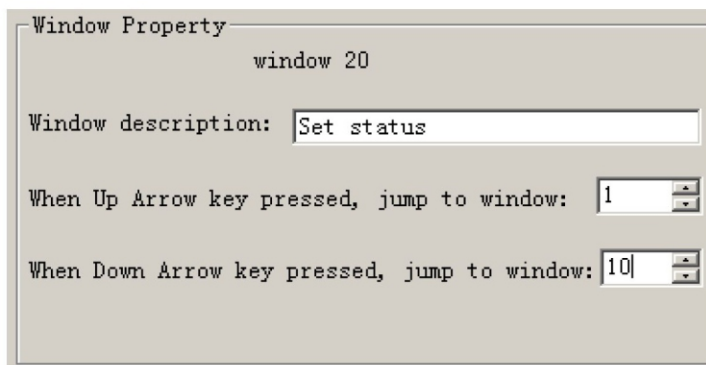 Window Property
window 20
Window description: Set status
When Up Arrow key pressed, jump to window: 1
When Down Arrow key pressed, jump to window: 10